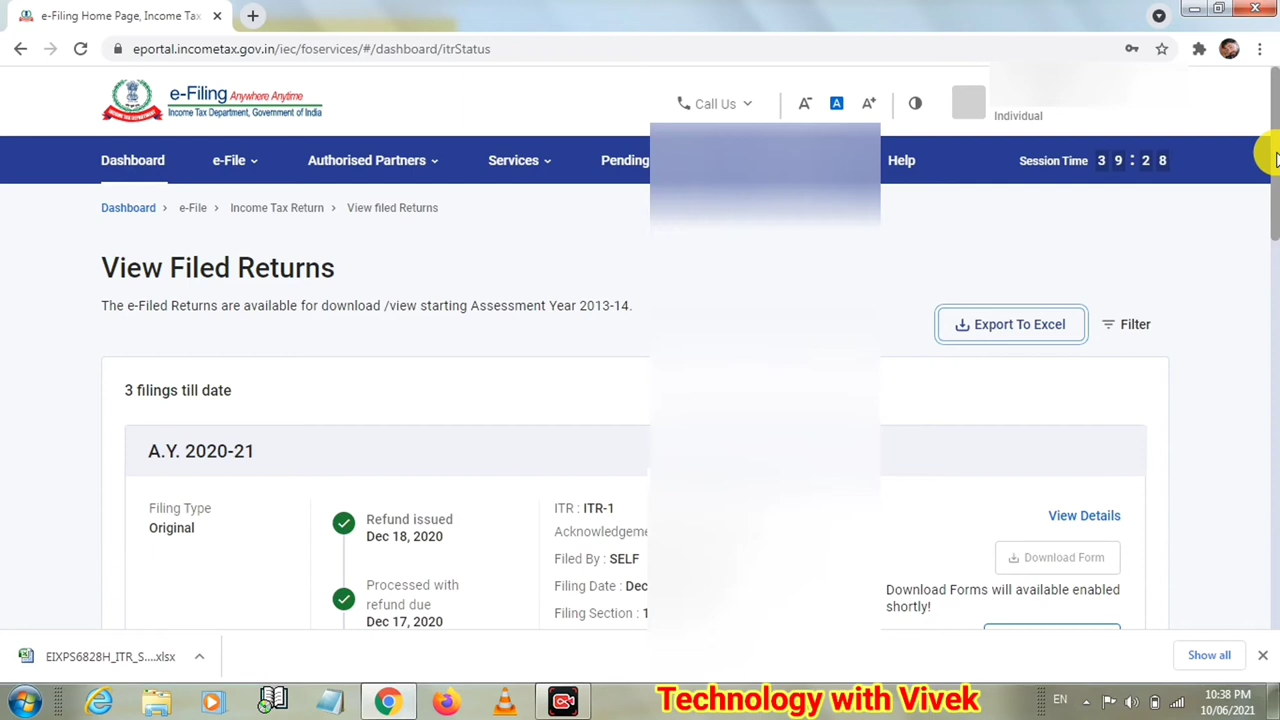 e-Filing Home Page, Income Tax
eportal.incometax.gov.in/iec/foservices/#/dashboard/itrStatus
e-Filing Anywhere Anytime
Income Tax Department, Government of India
Call Us
A-
A
A+
Individual
Dashboard
e-File
Authorised Partners
Services
Pending
Help
Session Time 3 9 : 2 8
Dashboard > e-File > Income Tax Return > View filed Returns
View Filed Returns
The e-Filed Returns are available for download /view starting Assessment Year 2013-14.
Export To Excel
Filter
3 filings till date
A.Y. 2020-21
Filing Type
Original
Refund issued
Dec 18, 2020
Processed with
refund due
Dec 17, 2020
ITR : ITR-1
Acknowledgeme
Filed By : SELF
Filing Date : Dec
Filing Section : 1
View Details
Download Form
Download Forms will available enabled
shortly!
EIXPS6828H_ITR_S....xlsx
Show all
Technology with Vivek
EN
10:38 PM
10/06/2021